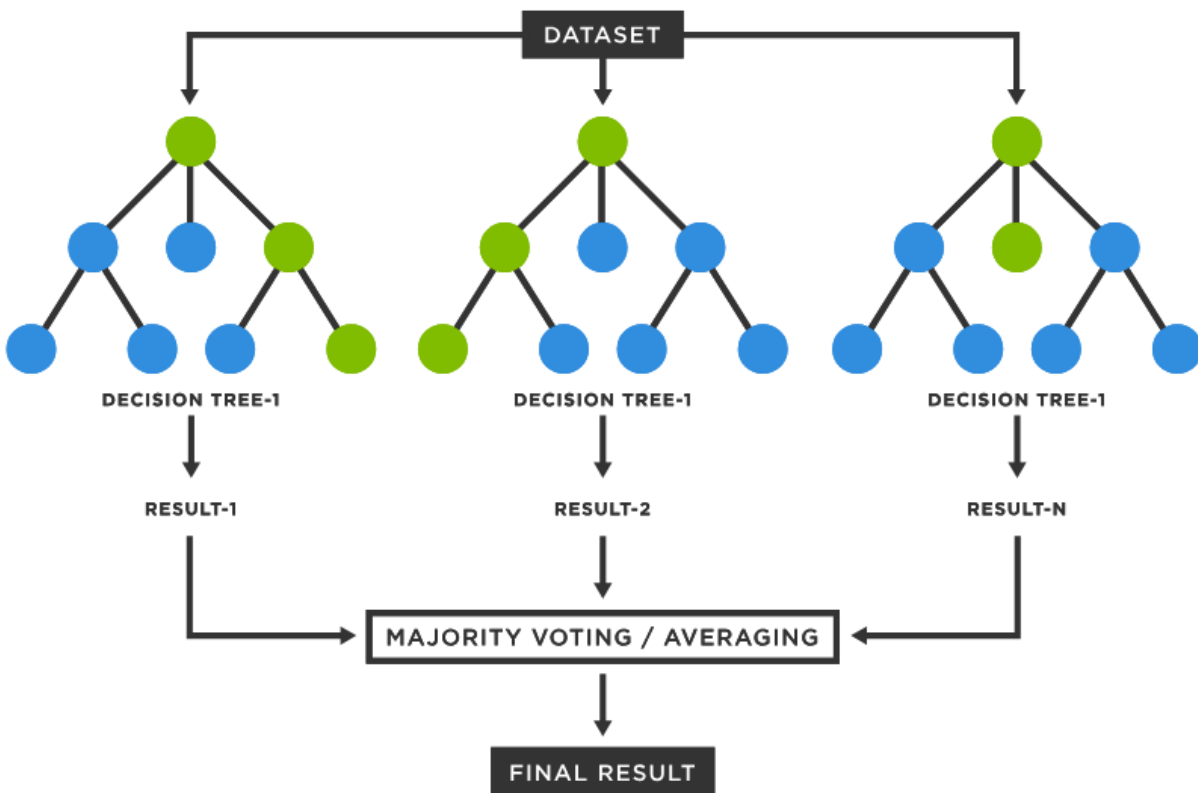 DATASET
DECISION TREE-1
DECISION TREE-1
DECISION TREE-1
RESULT-1
RESULT-2
RESULT-N
MAJORITY VOTING / AVERAGING
FINAL RESULT